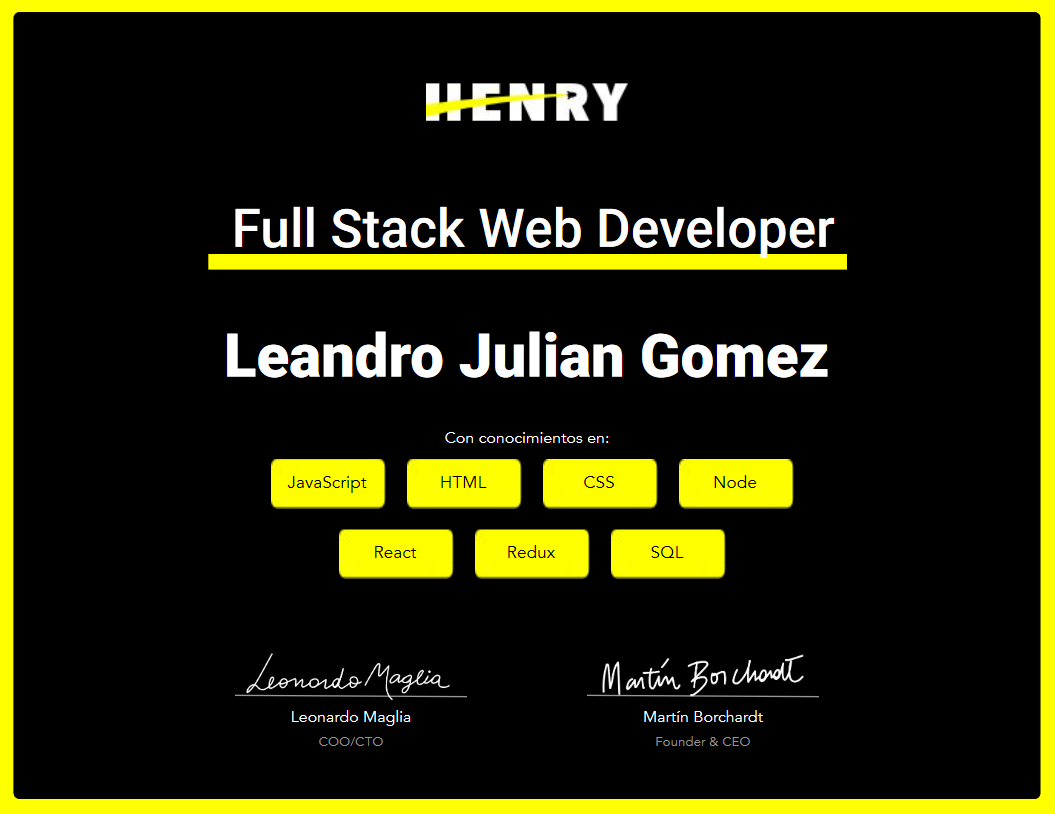 HENRY
Full Stack Web Developer
Leandro Julian Gomez
Con conocimientos en:
JavaScript HTML CSS Node
React Redux SQL
Leonardo Maglia Martín Borchardt
Leonardo Maglia Martín Borchardt
COO/CTO Founder & CEO